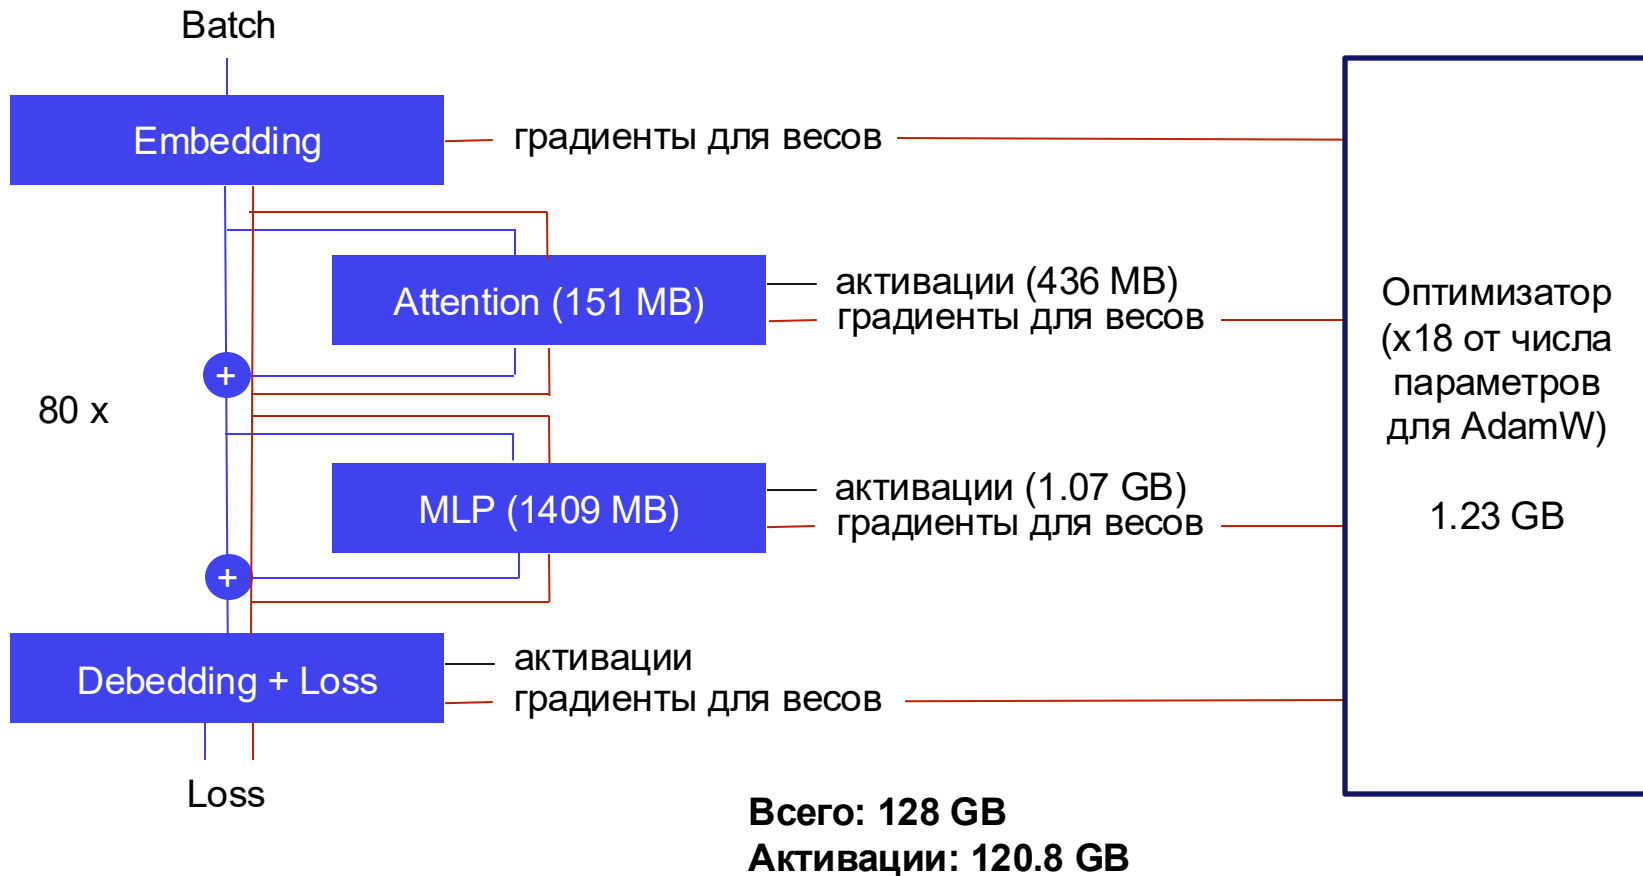 Batch
Embedding
градиенты для весов
Attention (151 MB)
активации (436 MB)
градиенты для весов
+
80 x
MLP (1409 MB)
активации (1.07 GB)
градиенты для весов
+
Debedding + Loss
активации
градиенты для весов
Loss
Оптимизатор
(x18 от числа
параметров
для AdamW)
1.23 GB
Всего: 128 GB
Активации: 120.8 GB